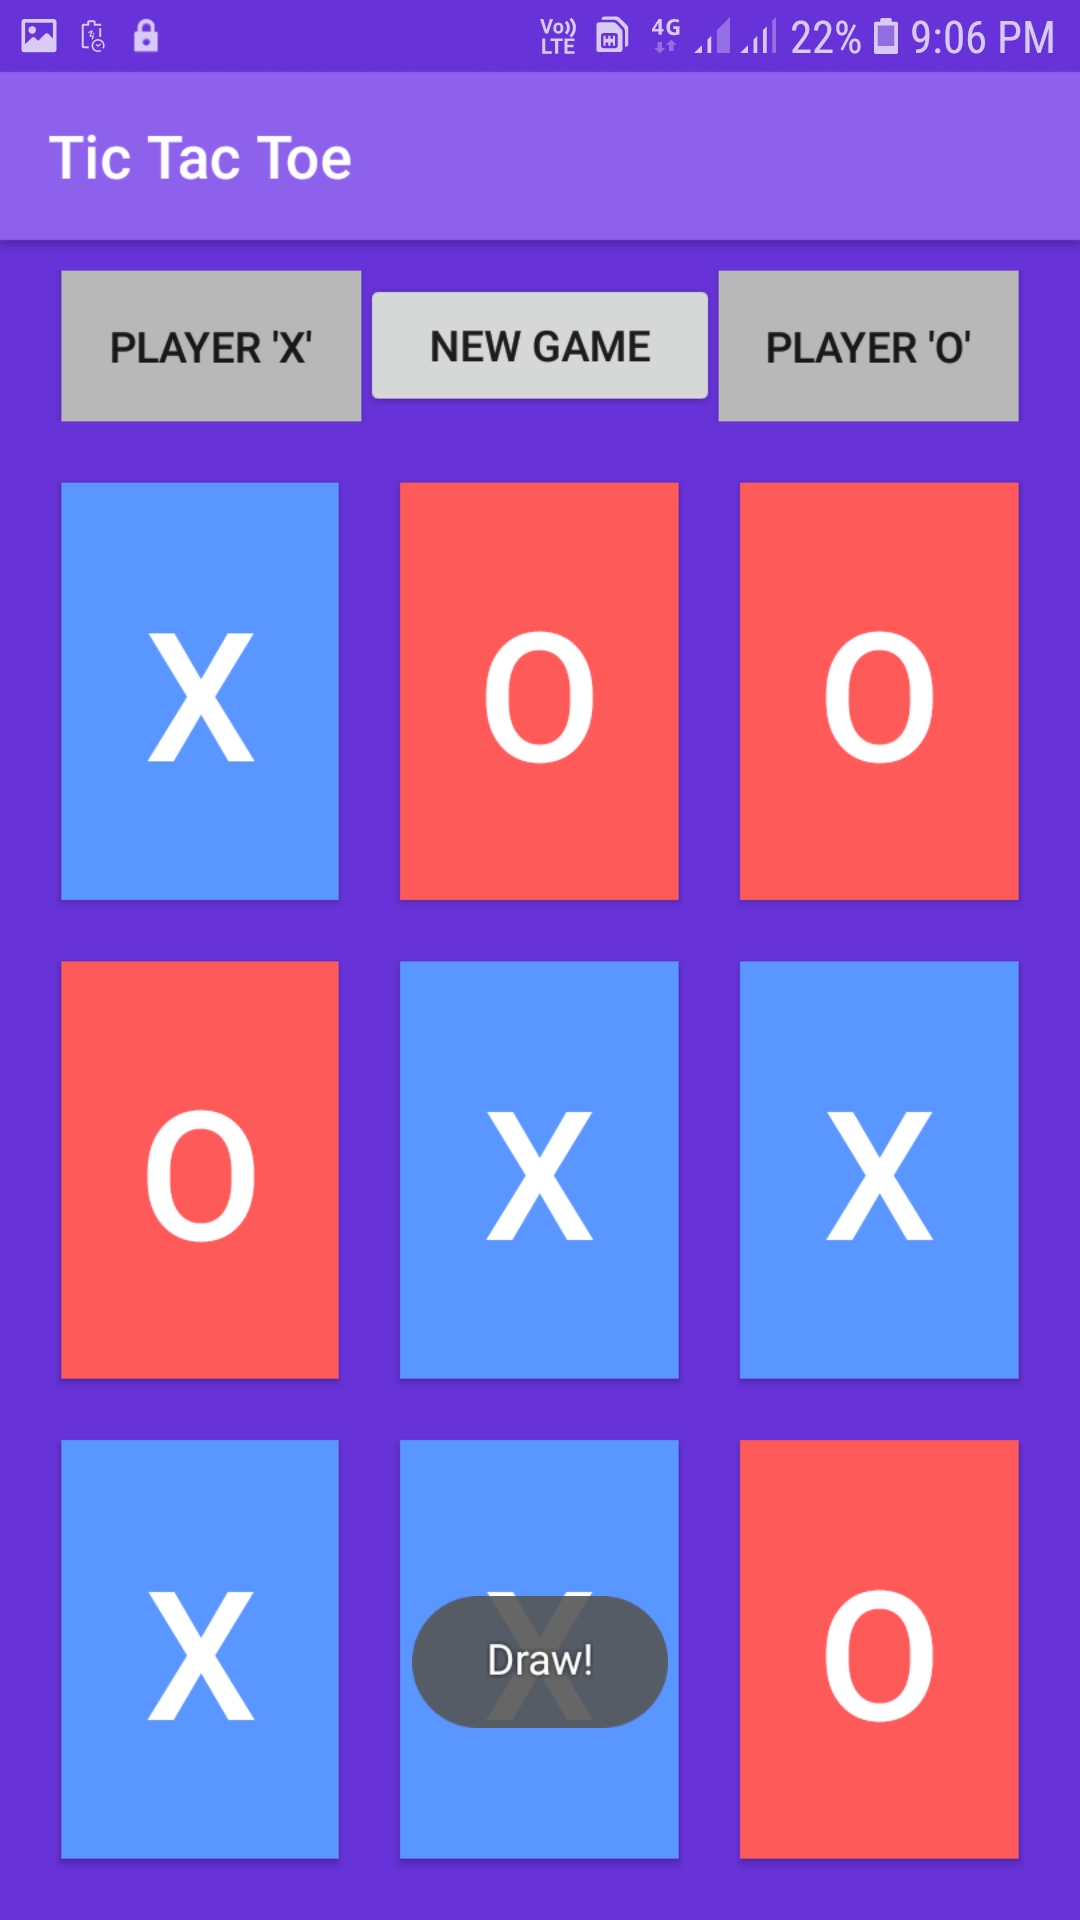 Vo)) LTE 4G 22% 9:06 PM
Tic Tac Toe
PLAYER 'X' NEW GAME PLAYER 'O'
X O O
O X X
X X O
Draw!